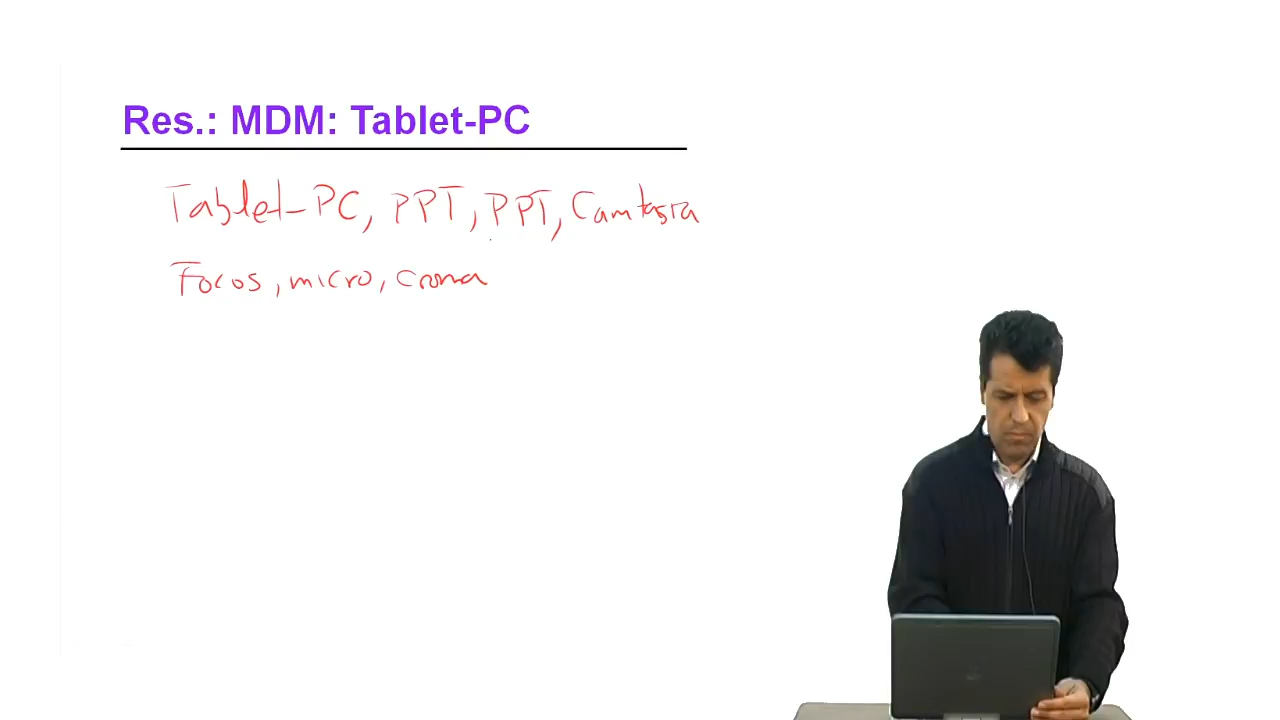 Res.: MDM: Tablet-PC
Tablet-PC, PPT, PPT, Camtasia
Focos, micro, croma